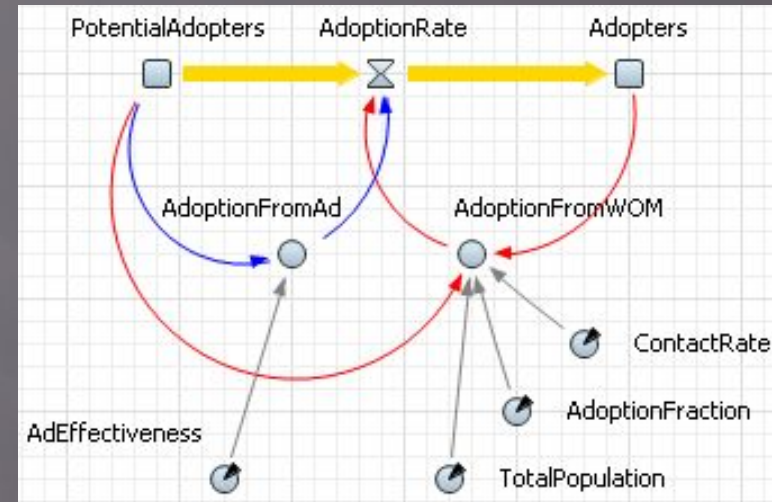 PotentialAdopters
AdoptionRate
Adopters
AdoptionFromAd
AdoptionFromWOM
ContactRate
AdoptionFraction
AdEffectiveness
TotalPopulation